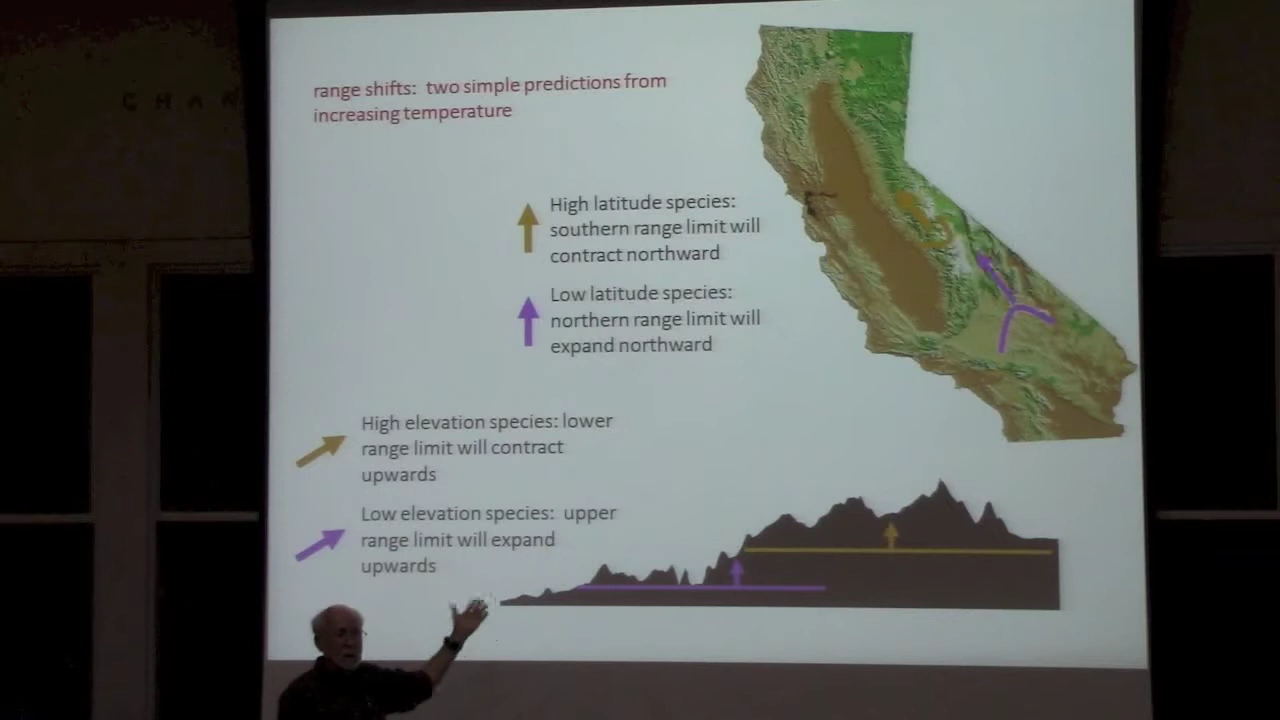 range shifts: two simple predictions from
increasing temperature
High latitude species:
southern range limit will
contract northward
Low latitude species:
northern range limit will
expand northward
High elevation species: lower
range limit will contract
upwards
Low elevation species: upper
range limit will expand
upwards